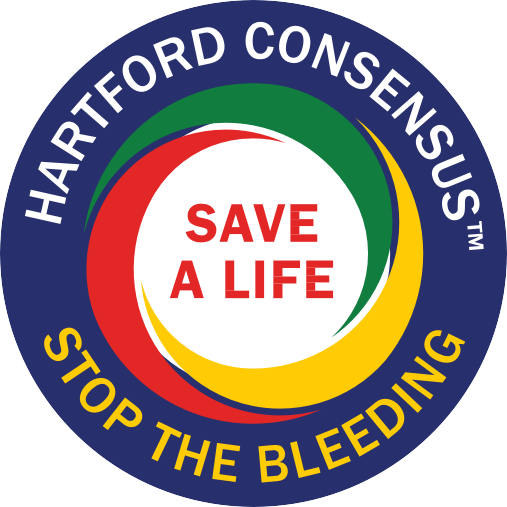 HARTFORD CONSENSUS™
SAVE
A LIFE
STOP THE BLEEDING